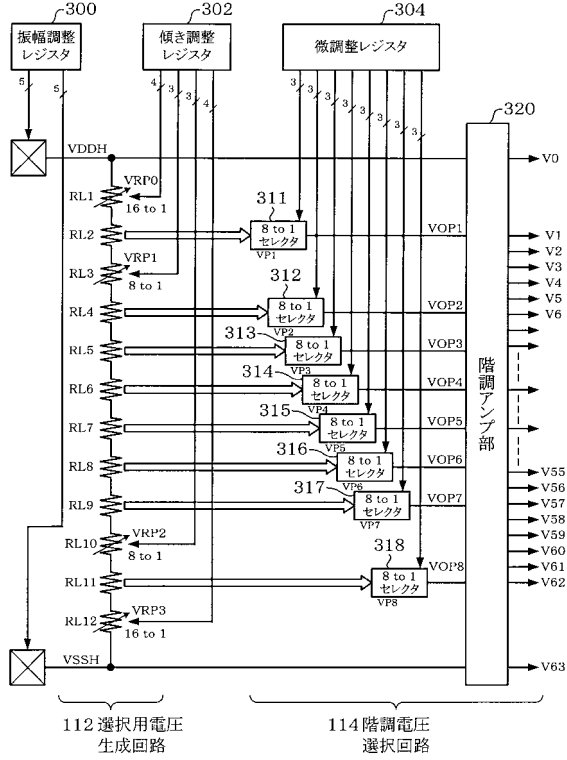 300
302
304
振幅調整
レジスタ
傾き調整
レジスタ
微調整レジスタ
5
5
4
3
3
4
3
3
3
3
3
3
3
3
320
VDDH
V0
RL1
VRP0
16 to 1
311
RL2
8 to 1
セレクタ
VP1
VOP1
V1
V2
RL3
VRP1
8 to 1
V3
312
V4
RL4
8 to 1
セレクタ
VP2
VOP2
V5
V6
313
RL5
8 to 1
セレクタ
VP3
VOP3
314
RL6
8 to 1
セレクタ
VP4
VOP4
階調アンプ部
315
RL7
8 to 1
セレクタ
VP5
VOP5
316
RL8
8 to 1
セレクタ
VP6
VOP6
V55
317
V56
RL9
8 to 1
セレクタ
VP7
VOP7
V57
V58
RL10
VRP2
8 to 1
318
V59
V60
V61
RL11
8 to 1
セレクタ
VP8
VOP8
V62
RL12
VRP3
16 to 1
VSSH
V63
112 選択用電圧
生成回路
114 階調電圧
選択回路